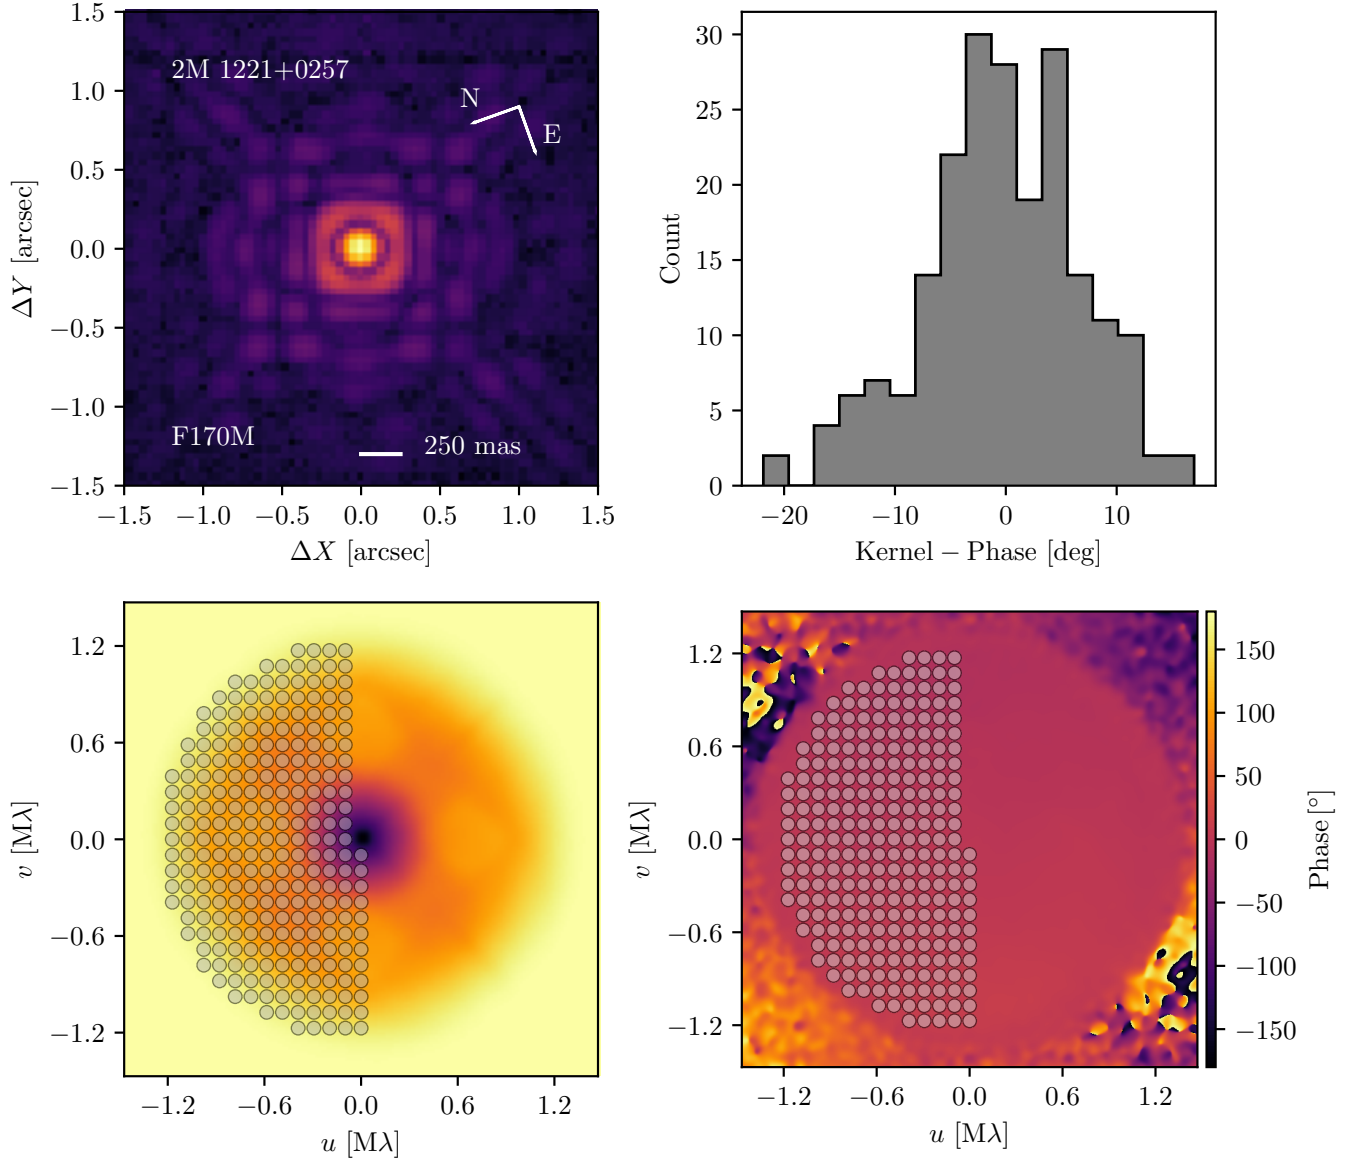 1.5
1.0
0.5
0.0
−0.5
−1.0
−1.5
ΔY [arcsec]
2M 1221+0257
N
E
F170M
250 mas
−1.5 −1.0 −0.5 0.0 0.5 1.0 1.5
ΔX [arcsec]
30
25
20
15
10
5
0
Count
−20 −10 0 10
Kernel − Phase [deg]
1.2
0.6
0.0
−0.6
−1.2
v [Mλ]
−1.2 −0.6 0.0 0.6 1.2
u [Mλ]
1.2
0.6
0.0
−0.6
−1.2
v [Mλ]
−1.2 −0.6 0.0 0.6 1.2
u [Mλ]
150
100
50
0
−50
−100
−150
Phase [°]